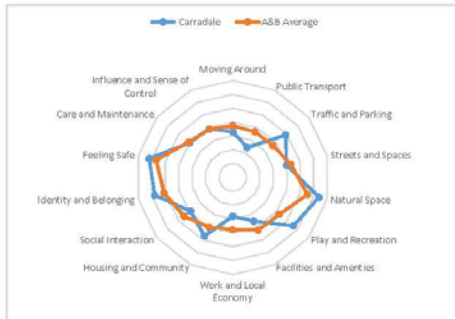 Carradale A&B Average
Moving Around
Public Transport
Traffic and Parking
Streets and Spaces
Natural Space
Play and Recreation
Facilities and Amenties
Work and Local
Economy
Housing and Community
Social Interaction
Identity and Belonging
Feeling Safe
Care and Maintenance
Influence and Sense of
Control